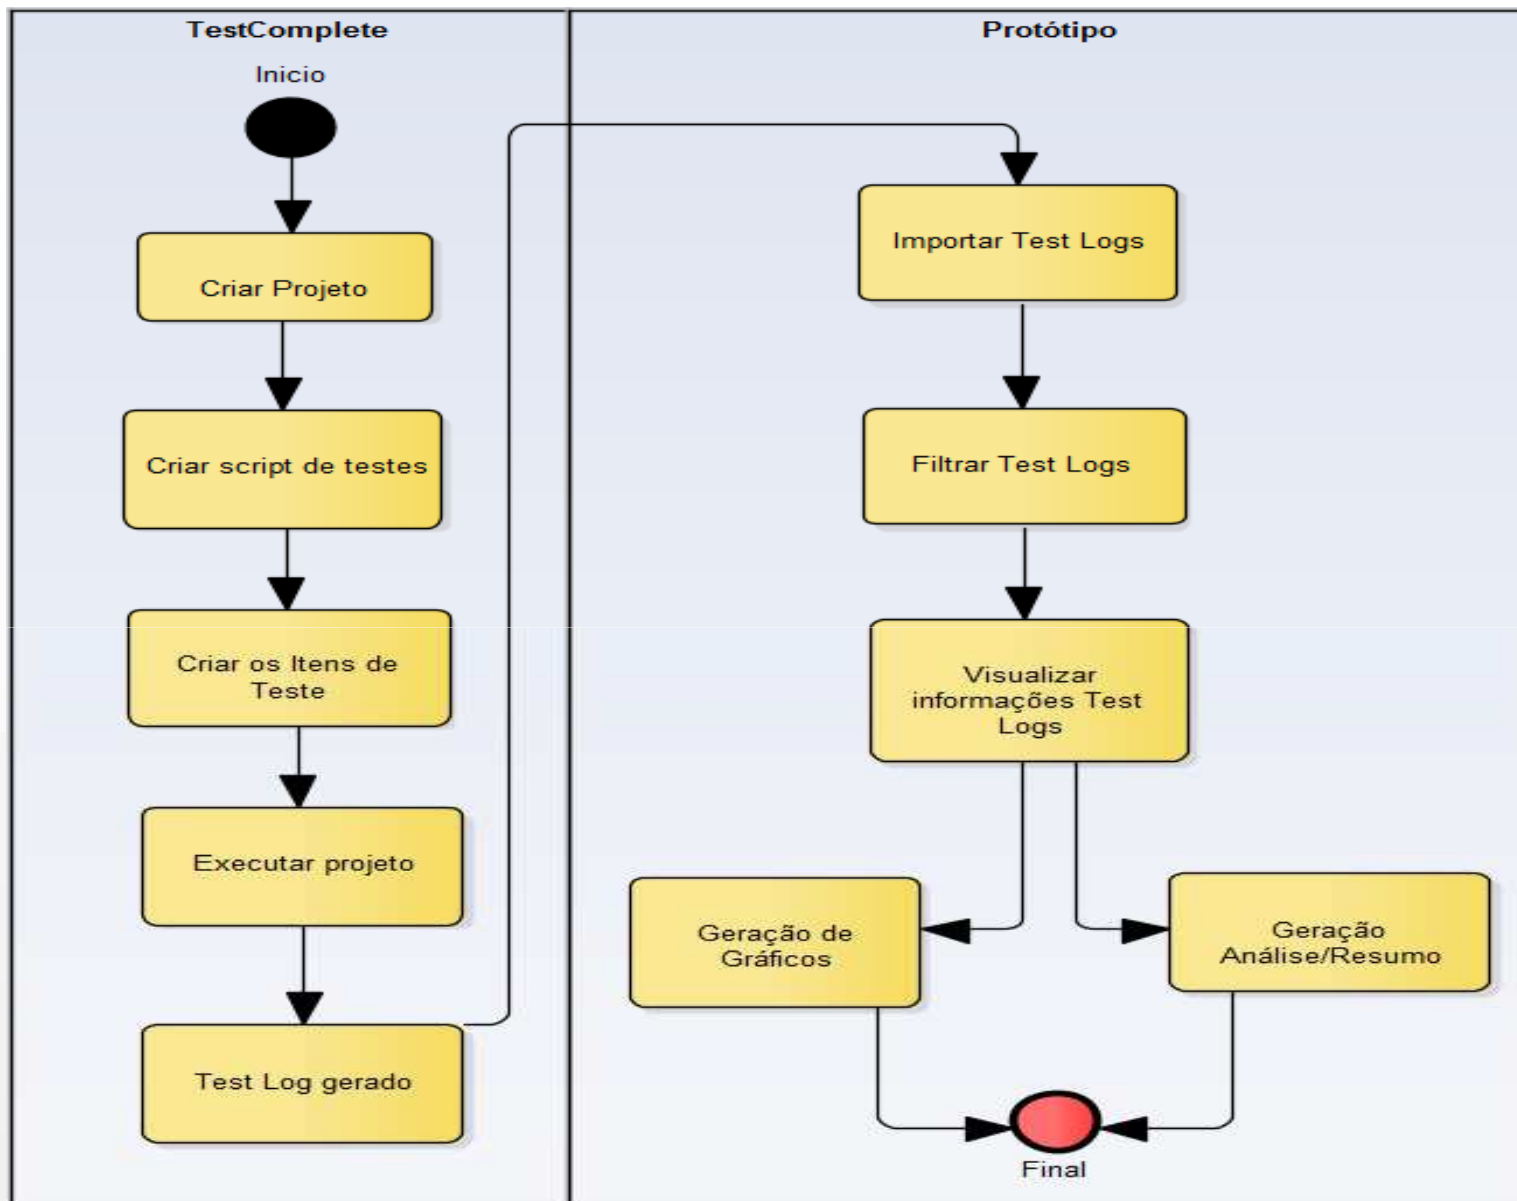 TestComplete
Inicio
Criar Projeto
Criar script de testes
Criar os Itens de
Teste
Executar projeto
Test Log gerado
Protótipo
Importar Test Logs
Filtrar Test Logs
Visualizar
informações Test
Logs
Geração de
Gráficos
Geração
Análise/Resumo
Final